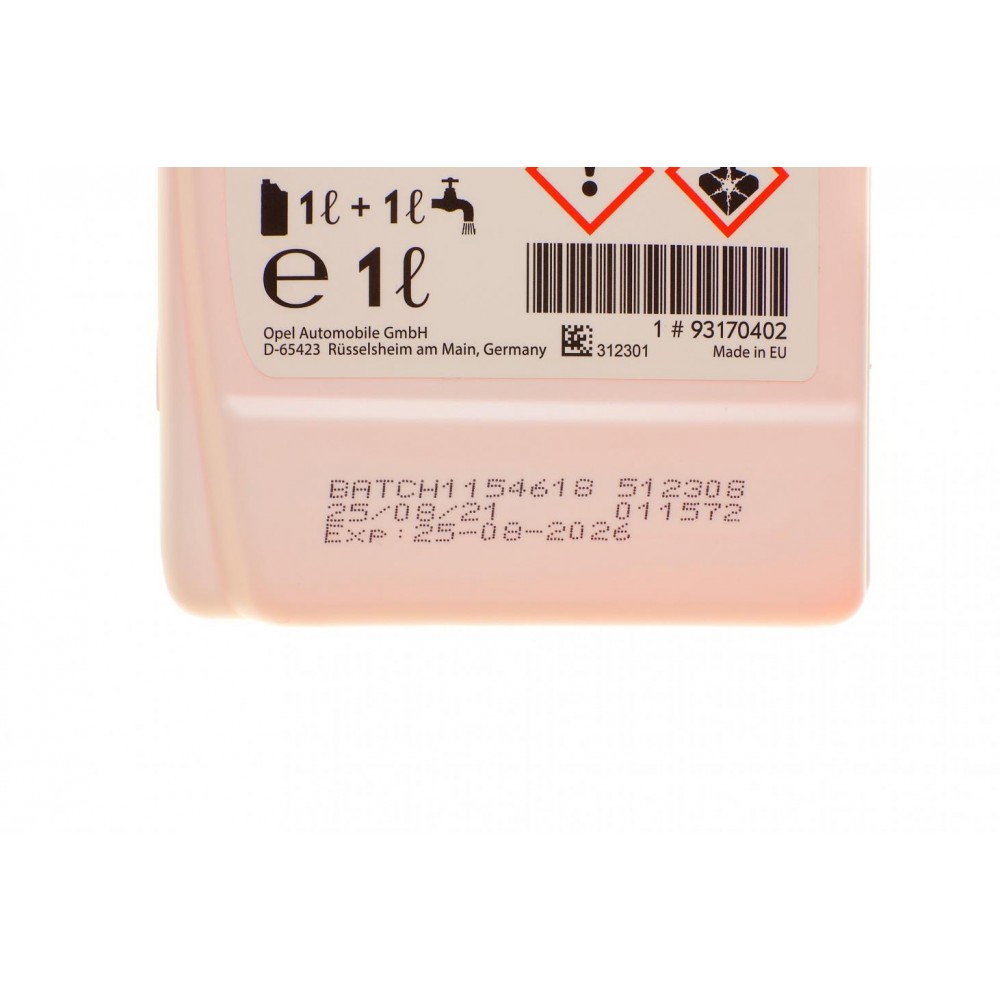 1ℓ + 1ℓ
e 1ℓ
1 # 93170402
Opel Automobile GmbH
D-65423 Rüsselsheim am Main, Germany
312301
Made in EU
BATCH1154618 512308
25/08/21 011572
Exp:25-08-2026